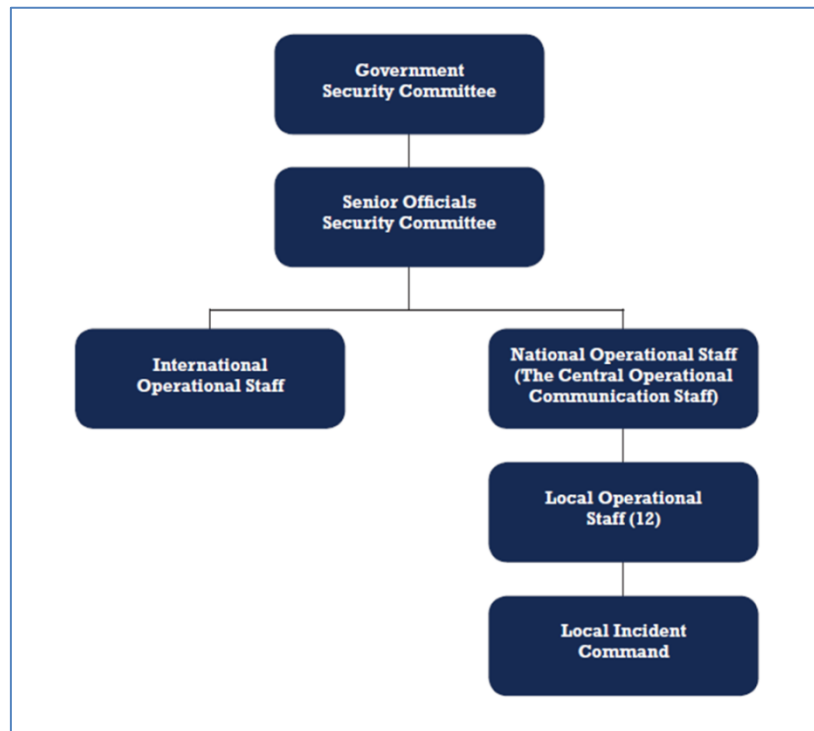 Government
Security Committee
Senior Officials
Security Committee
International
Operational Staff
National Operational Staff
(The Central Operational
Communication Staff)
Local Operational
Staff (12)
Local Incident
Command